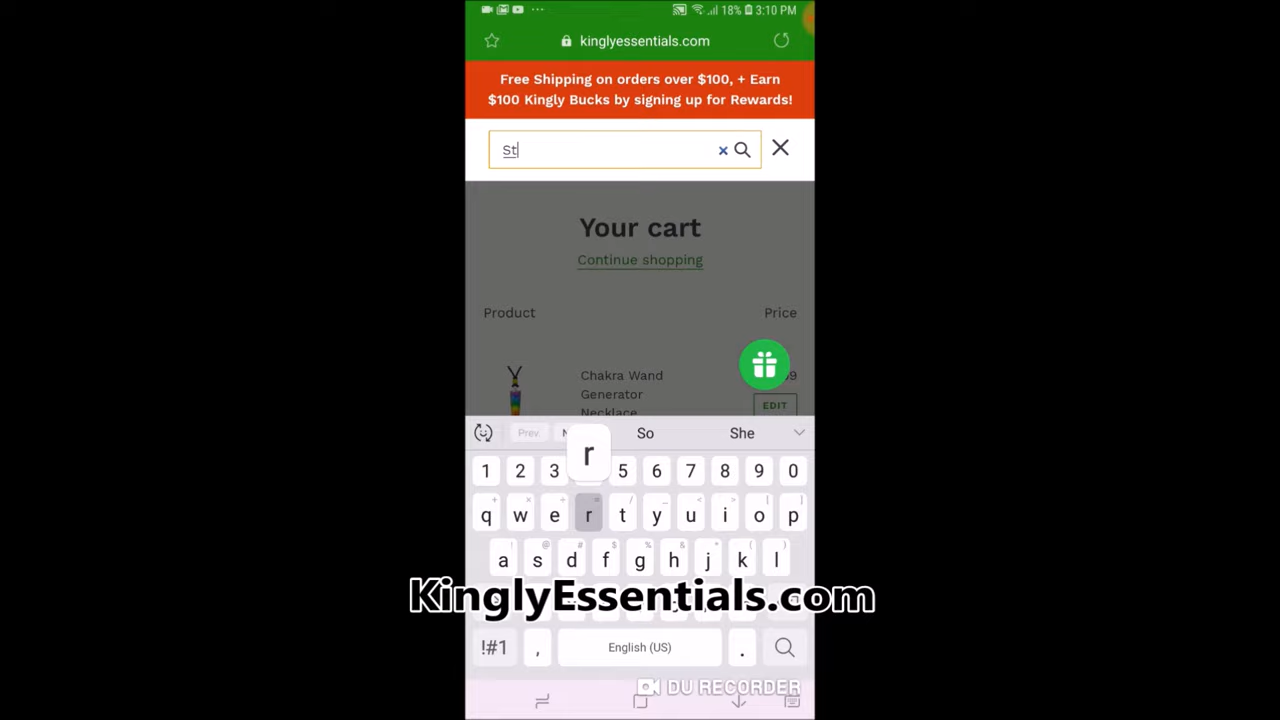 18% 3:10 PM
kinglyessentials.com
Free Shipping on orders over $100, + Earn
$100 Kingly Bucks by signing up for Rewards!
St
Your cart
Continue shopping
Product Price
Chakra Wand
Generator
Necklace
EDIT
Prev. So She
r
1 2 3 5 6 7 8 9 0
q w e r t y u i o p
a s d f g h j k l
KinglyEssentials.com
!#1 , English (US) .
DU RECORDER